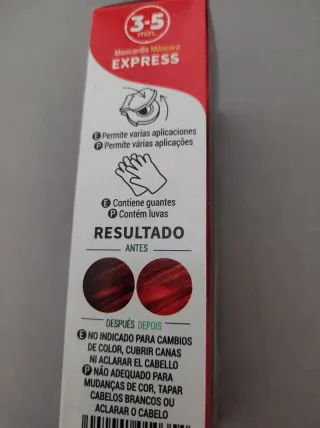 3-5
min.
Mascarilla Máscara
EXPRESS
E Permite varias aplicaciones
P Permite várias aplicações
E Contiene guantes
P Contém luvas
RESULTADO
ANTES
DESPUÉS DEPOIS
E NO INDICADO PARA CAMBIOS
DE COLOR, CUBRIR CANAS
NI ACLARAR EL CABELLO
P NÃO ADEQUADO PARA
MUDANÇAS DE COR, TAPAR
CABELOS BRANCOS OU
ACLARAR O CABELO